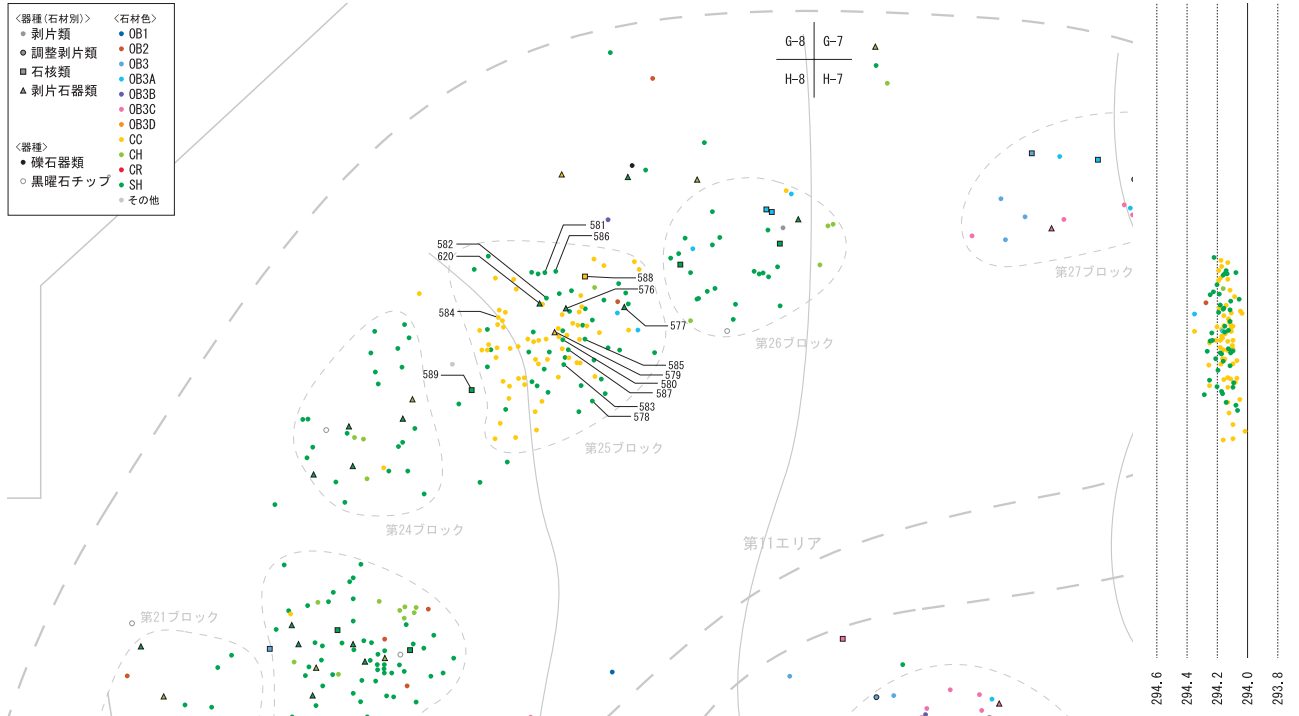 〈器種(石材別)〉
剥片類
調整剥片類
石核類
剥片石器類
〈器種〉
礫石器類
黒曜石チップ
〈石材色〉
OB1
OB2
OB3
OB3A
OB3B
OB3C
OB3D
CC
CH
CR
SH
その他
G-8
G-7
H-8
H-7
581
586
582
620
588
576
584
577
585
579
580
587
583
578
589
第27ブロック
第26ブロック
第25ブロック
第24ブロック
第11エリア
第21ブロック
294.6
294.4
294.2
294.0
293.8